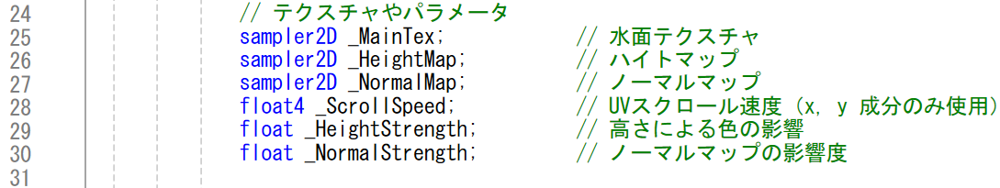 24 // テクスチャやパラメータ
25 sampler2D _MainTex; // 水面テクスチャ
26 sampler2D _HeightMap; // ハイトマップ
27 sampler2D _NormalMap; // ノーマルマップ
28 float4 _ScrollSpeed; // UVスクロール速度 (x, y 成分のみ使用)
29 float _HeightStrength; // 高さによる色の影響
30 float _NormalStrength; // ノーマルマップの影響度
31